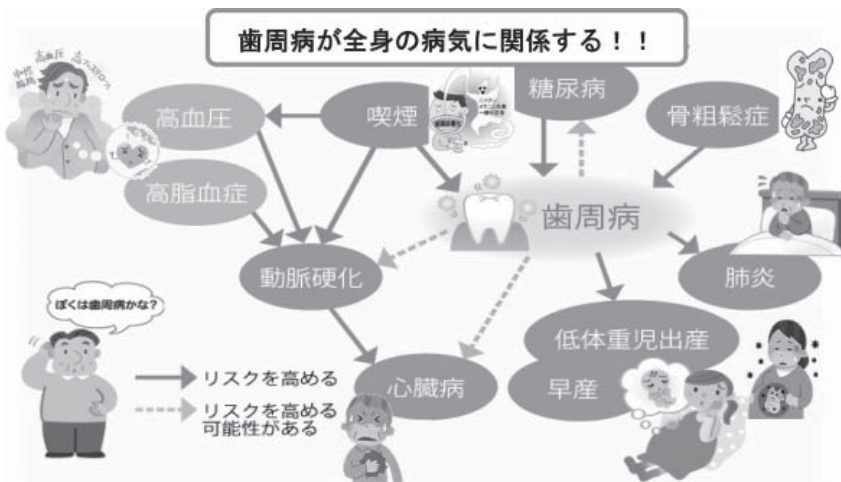 歯周病が全身の病気に関係する！！
高血圧
高血圧
喫煙
糖尿病
骨粗鬆症
高脂血症
歯周病
動脈硬化
肺炎
ぼくは歯周病かな？
低体重児出産
早産
心臓病
リスクを高める
リスクを高める
可能性がある